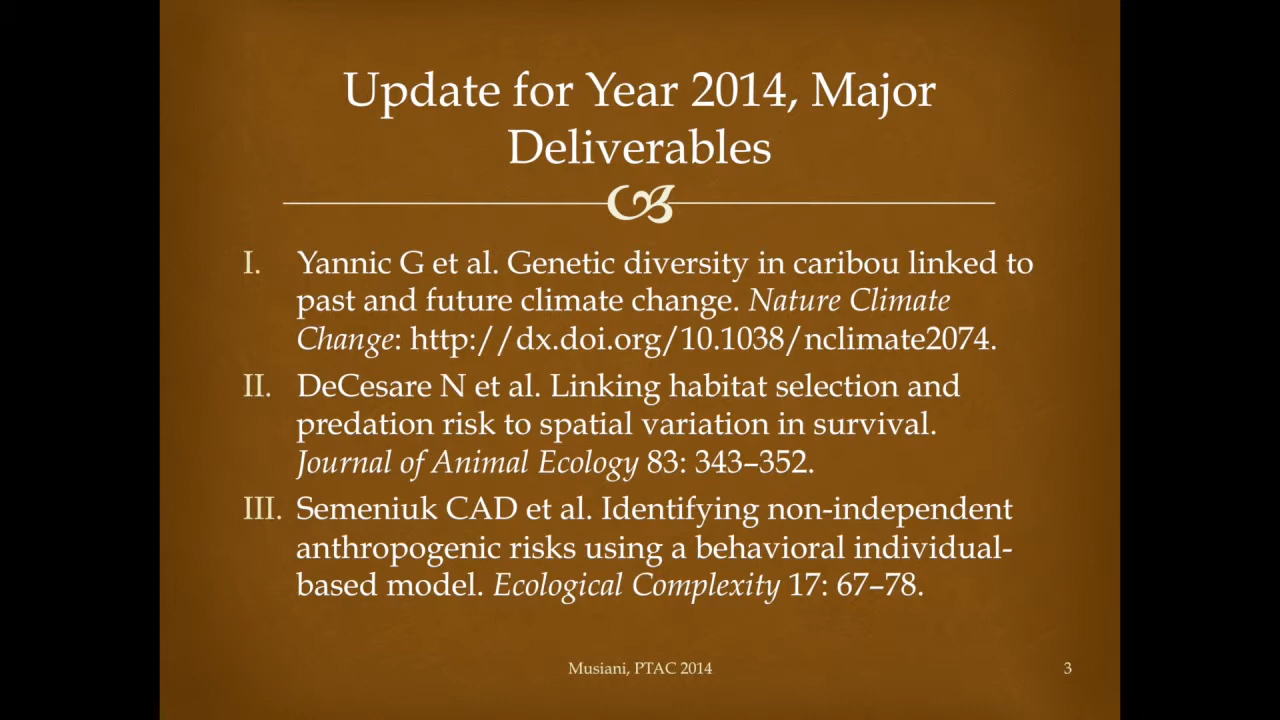 Update for Year 2014, Major
Deliverables
I. Yannic G et al. Genetic diversity in caribou linked to
past and future climate change. Nature Climate
Change: http://dx.doi.org/10.1038/nclimate2074.
II. DeCesare N et al. Linking habitat selection and
predation risk to spatial variation in survival.
Journal of Animal Ecology 83: 343–352.
III. Semeniuk CAD et al. Identifying non-independent
anthropogenic risks using a behavioral individual-
based model. Ecological Complexity 17: 67–78.
Musiani, PTAC 2014
3